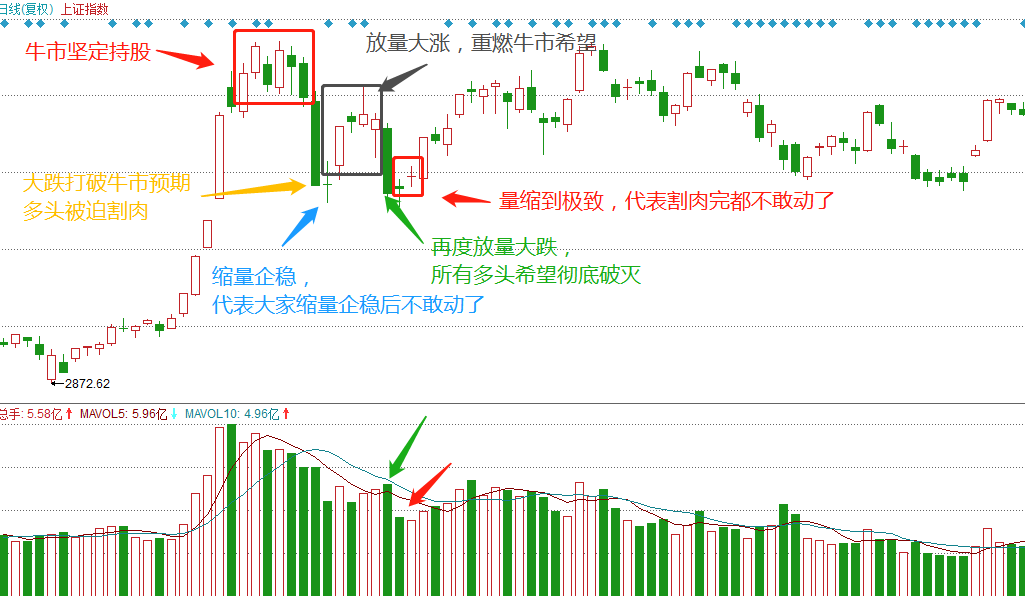 日线(复权) 上证指数
牛市坚定持股
放量大涨，重燃牛市希望
大跌打破牛市预期
多头被迫割肉
量缩到极致，代表割肉完都不敢动了
再度放量大跌，
所有多头希望彻底破灭
缩量企稳，
代表大家缩量企稳后不敢动了
2872.62
总手: 5.58亿 MAVOL5: 5.96亿 MAVOL10: 4.96亿